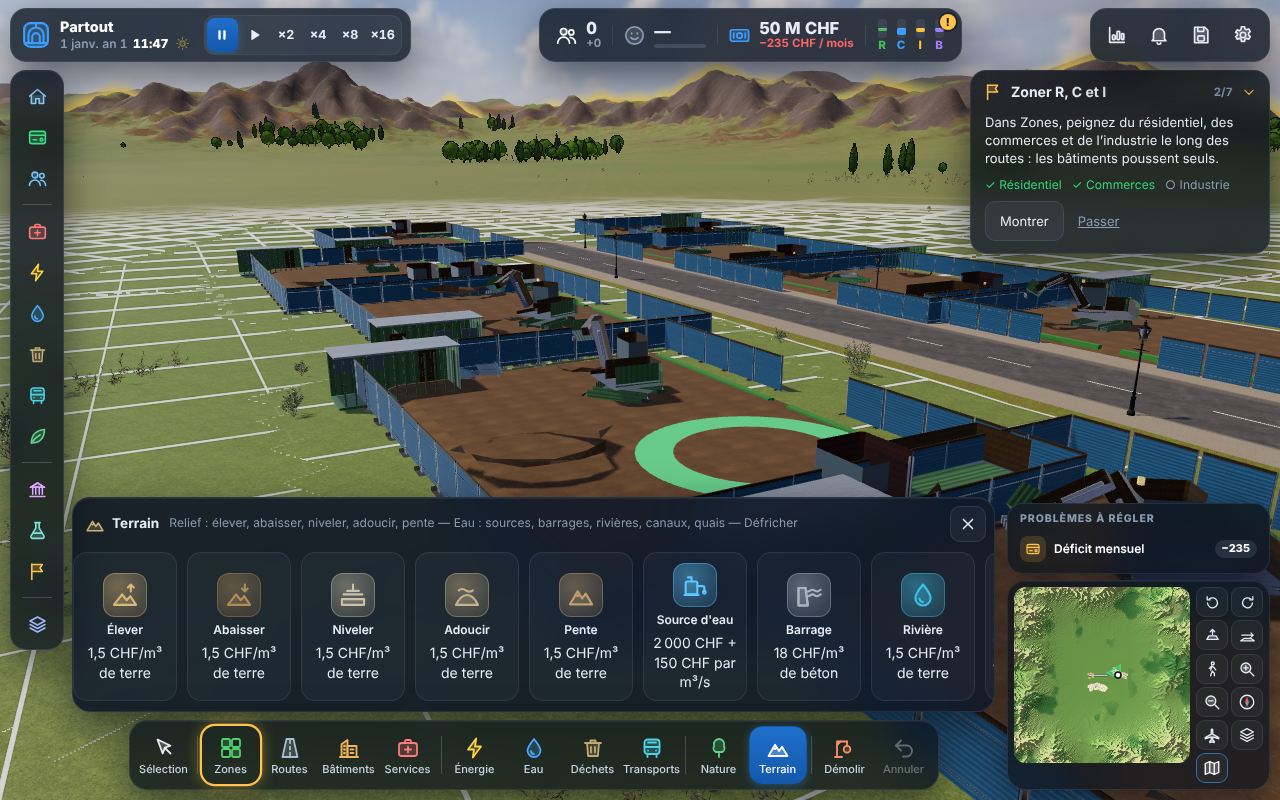 Partout
1 janv. an 1 11:47
×2 ×4 ×8 ×16
0
+0
—
50 M CHF
−235 CHF / mois
R C I B
!
Zoner R, C et I 2/7
Dans Zones, peignez du résidentiel, des
commerces et de l'industrie le long des
routes : les bâtiments poussent seuls.
Résidentiel Commerces Industrie
Montrer Passer
Terrain Relief : élever, abaisser, niveler, adoucir, pente — Eau : sources, barrages, rivières, canaux, quais — Défricher
Élever
1,5 CHF/m³
de terre
Abaisser
1,5 CHF/m³
de terre
Niveler
1,5 CHF/m³
de terre
Adoucir
1,5 CHF/m³
de terre
Pente
1,5 CHF/m³
de terre
Source d'eau
2 000 CHF +
150 CHF par
m³/s
Barrage
18 CHF/m³
de béton
Rivière
1,5 CHF/m³
de terre
PROBLÈMES À RÉGLER
Déficit mensuel −235
Sélection Zones Routes Bâtiments Services Énergie Eau Déchets Transports Nature Terrain Démolir Annuler